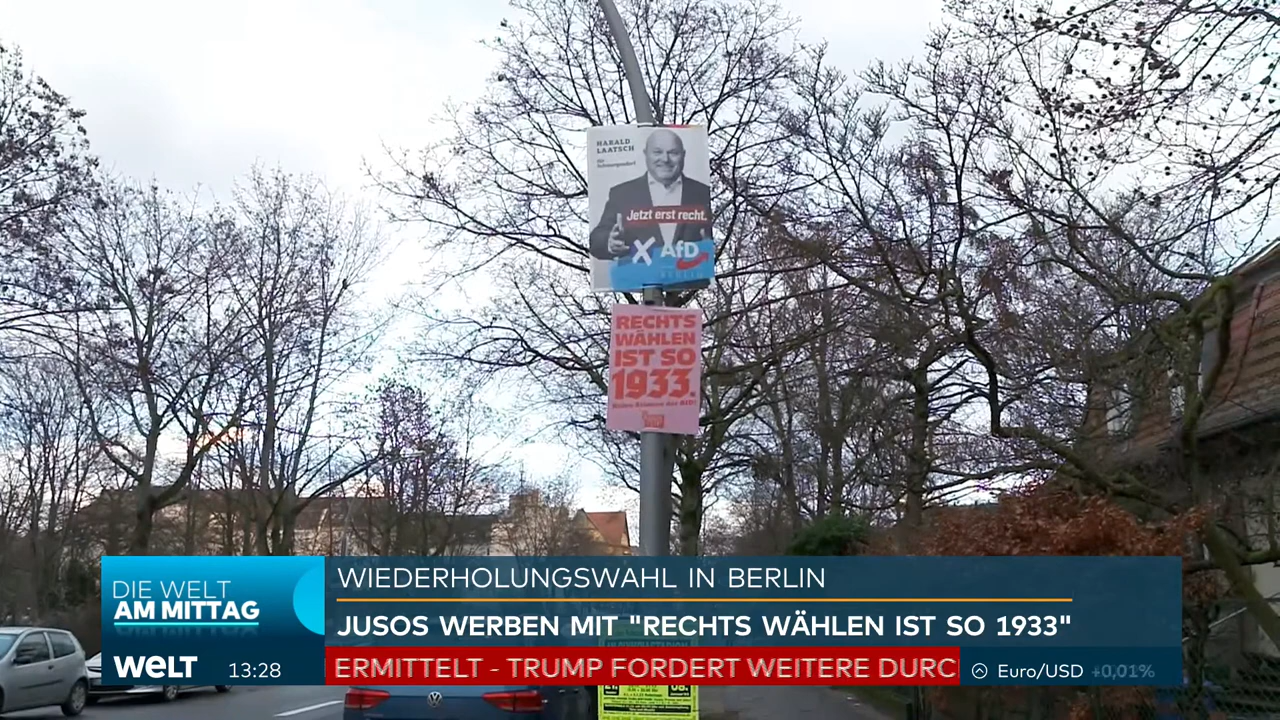 HARALD
LAATSCH
Jetzt erst recht.
AfD
BERLIN
RECHTS
WÄHLEN
IST SO
1933.
WIEDERHOLUNGSWAHL IN BERLIN
DIE WELT
AM MITTAG
JUSOS WERBEN MIT "RECHTS WÄHLEN IST SO 1933"
welt 13:28
ERMITTELT - TRUMP FORDERT WEITERE DURC
Euro/USD +0,01%